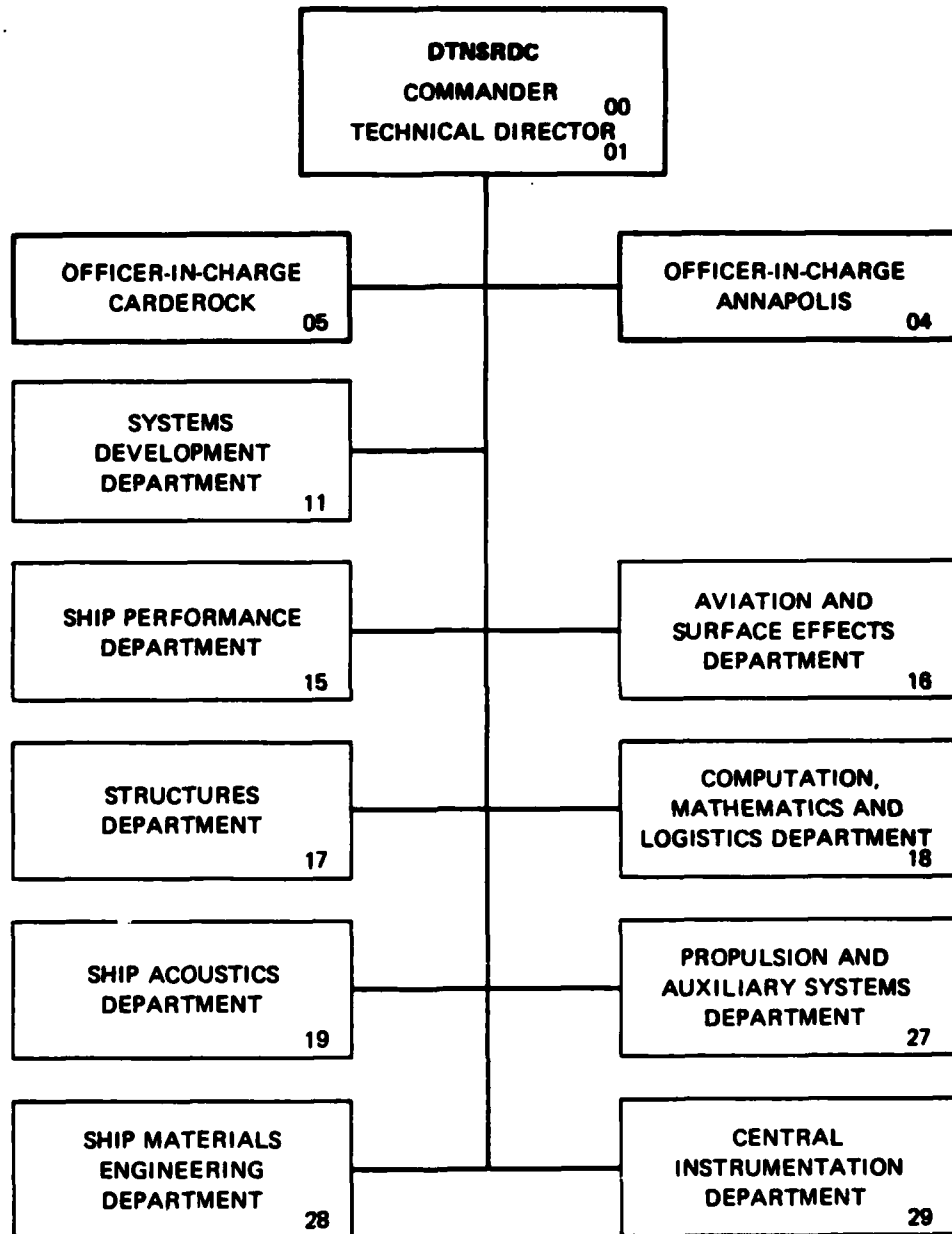 DTNSRDC
COMMANDER
00
TECHNICAL DIRECTOR
01
OFFICER-IN-CHARGE
CARDEROCK
05
OFFICER-IN-CHARGE
ANNAPOLIS
04
SYSTEMS
DEVELOPMENT
DEPARTMENT
11
SHIP PERFORMANCE
DEPARTMENT
15
AVIATION AND
SURFACE EFFECTS
DEPARTMENT
16
STRUCTURES
DEPARTMENT
17
COMPUTATION,
MATHEMATICS AND
LOGISTICS DEPARTMENT
18
SHIP ACOUSTICS
DEPARTMENT
19
PROPULSION AND
AUXILIARY SYSTEMS
DEPARTMENT
27
SHIP MATERIALS
ENGINEERING
DEPARTMENT
28
CENTRAL
INSTRUMENTATION
DEPARTMENT
29